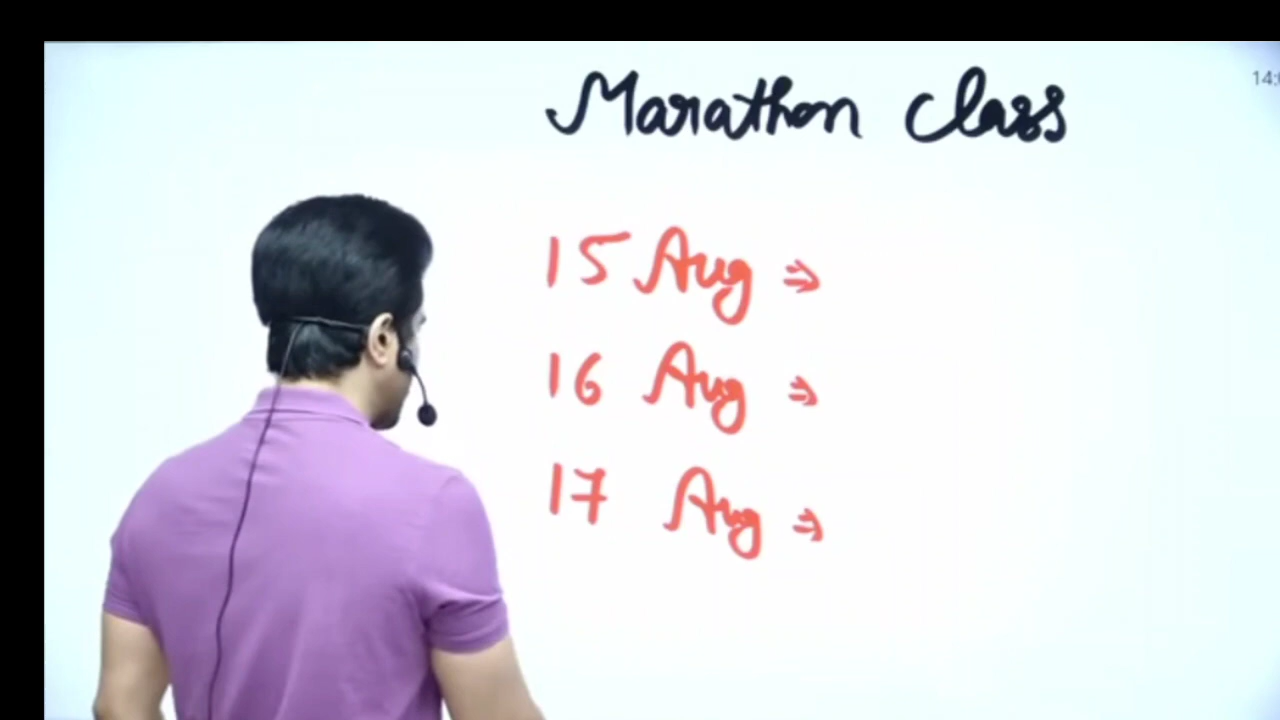 Marathon Class
15 Aug ⇒
16 Aug ⇒
17 Aug ⇒